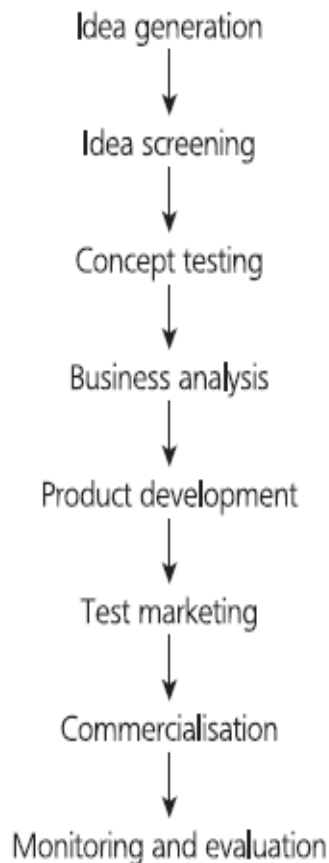 Idea generation
Idea screening
Concept testing
Business analysis
Product development
Test marketing
Commercialisation
Monitoring and evaluation